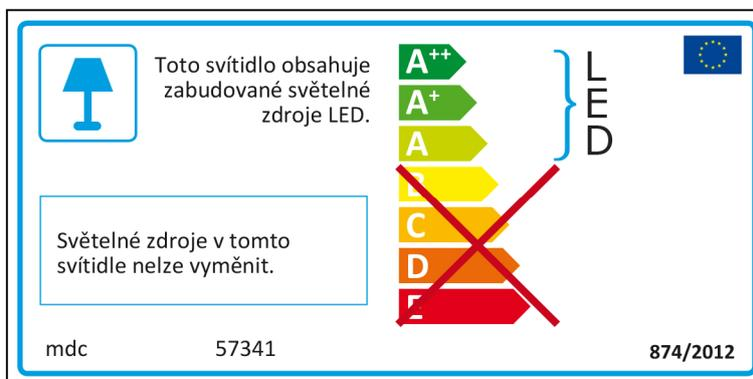 Toto svítidlo obsahuje
zabudované světelné
zdroje LED.
A++
A+
A
B
C
D
E
L
E
D
Světelné zdroje v tomto
svítidle nelze vyměnit.
mdc 57341
874/2012